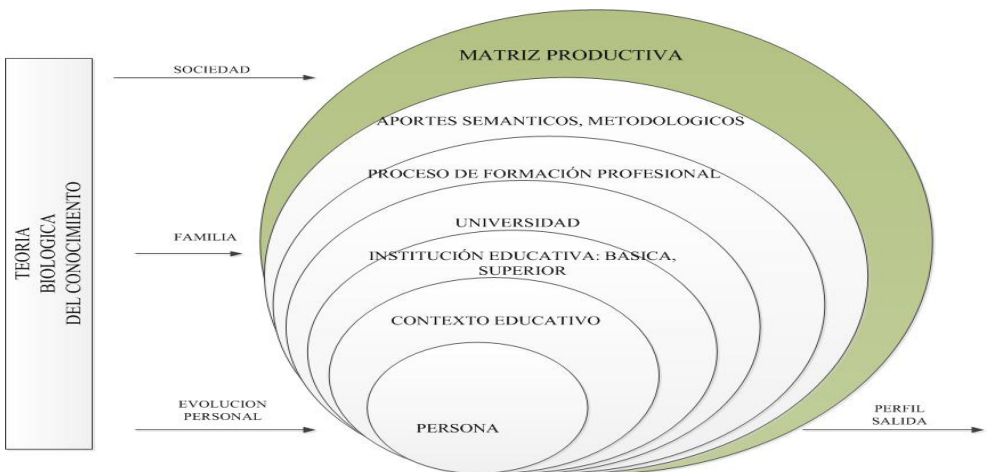 TEORIA
BIOLOGICA
DEL CONOCIMIENTO
SOCIEDAD
FAMILIA
EVOLUCION
PERSONAL
MATRIZ PRODUCTIVA
APORTES SEMANTICOS, METODOLOGICOS
PROCESO DE FORMACIÓN PROFESIONAL
UNIVERSIDAD
INSTITUCIÓN EDUCATIVA: BÁSICA,
SUPERIOR
CONTEXTO EDUCATIVO
PERSONA
PERFIL
SALIDA